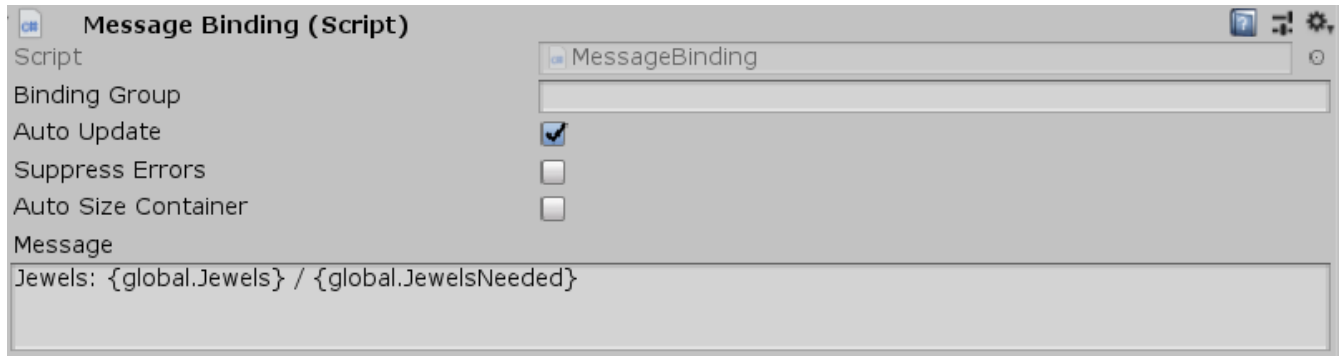 Message Binding (Script)
Script MessageBinding
Binding Group
Auto Update
Suppress Errors
Auto Size Container
Message
Jewels: {global.Jewels} / {global.JewelsNeeded}